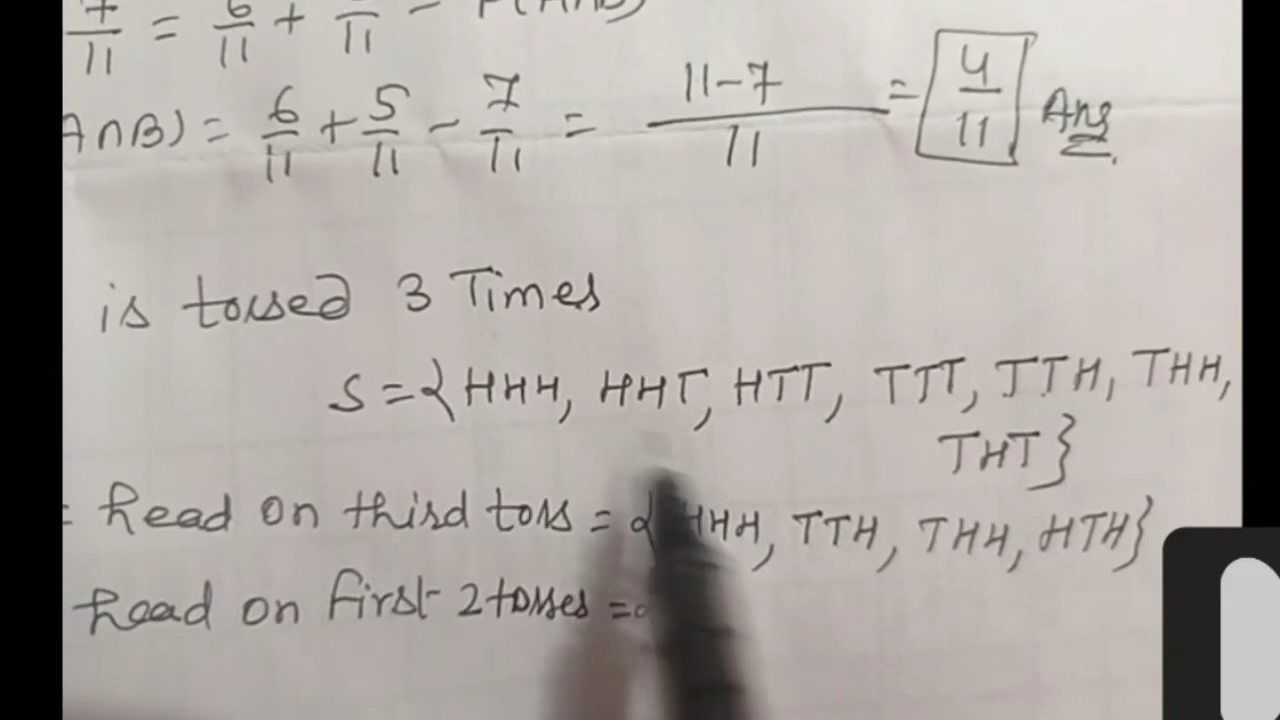 7/11 = 6/11 + /11 - P(A∩B)
A∩B) = 6/11 + 5/11 - 7/11 = 11-7/11 = 4/11 Ans
is tossed 3 Times
S = {HHH, HHT, HTT, TTT, TTH, THH,
THT}
= head on third toss = {HHH, TTH, THH, HTH}
head on first 2 tosses = {